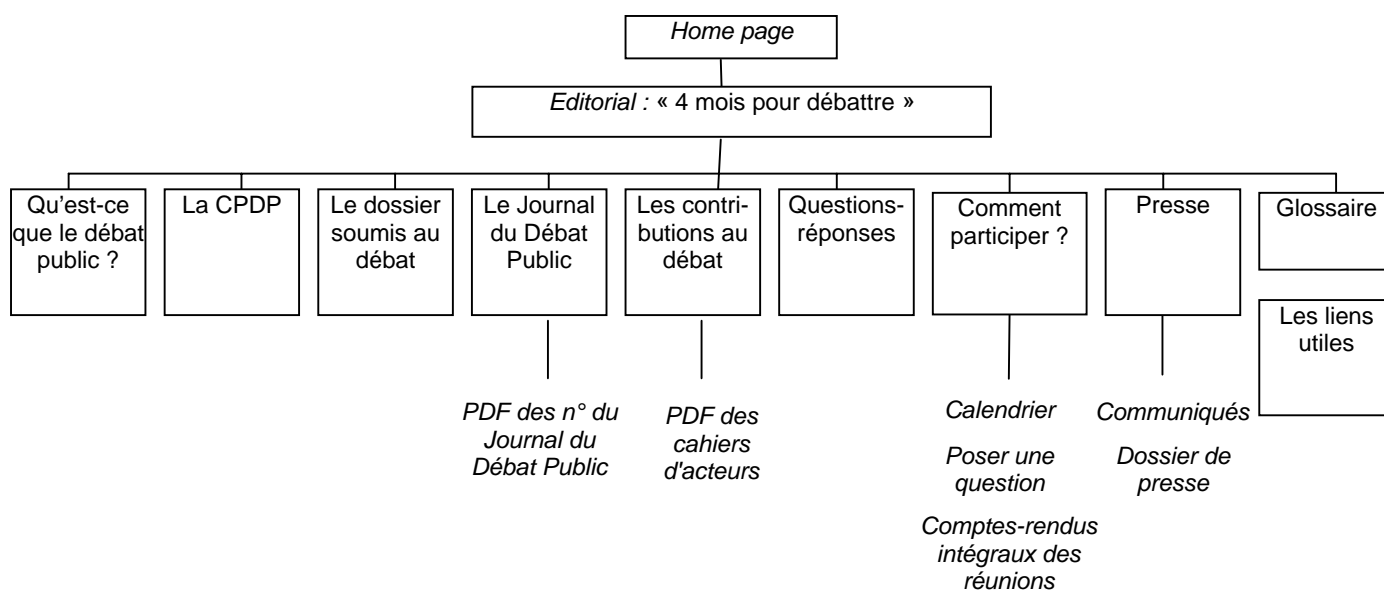 Home page
Editorial : « 4 mois pour débattre »
Qu’est-ce
que le débat
public ?
La CPDP
Le dossier
soumis au
débat
Le Journal
du Débat
Public
Les contri-
butions au
débat
Questions-
réponses
Comment
participer ?
Presse
Glossaire
Les liens
utiles
PDF des n° du
Journal du
Débat Public
PDF des
cahiers
d'acteurs
Calendrier
Poser une
question
Comptes-rendus
intégraux des
réunions
Communiqués
Dossier de
presse